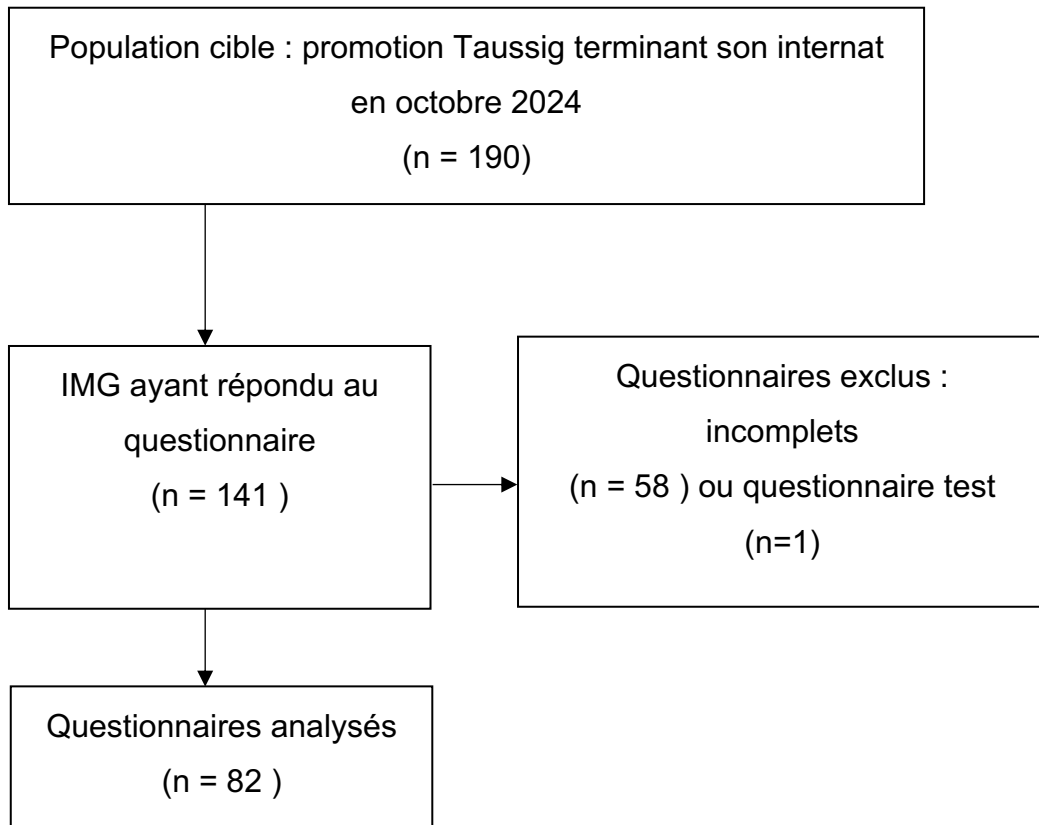 Population cible : promotion Taussig terminant son internat
en octobre 2024
(n = 190)
IMG ayant répondu au
questionnaire
(n = 141 )
Questionnaires exclus :
incomplets
(n = 58 ) ou questionnaire test
(n=1)
Questionnaires analysés
(n = 82 )